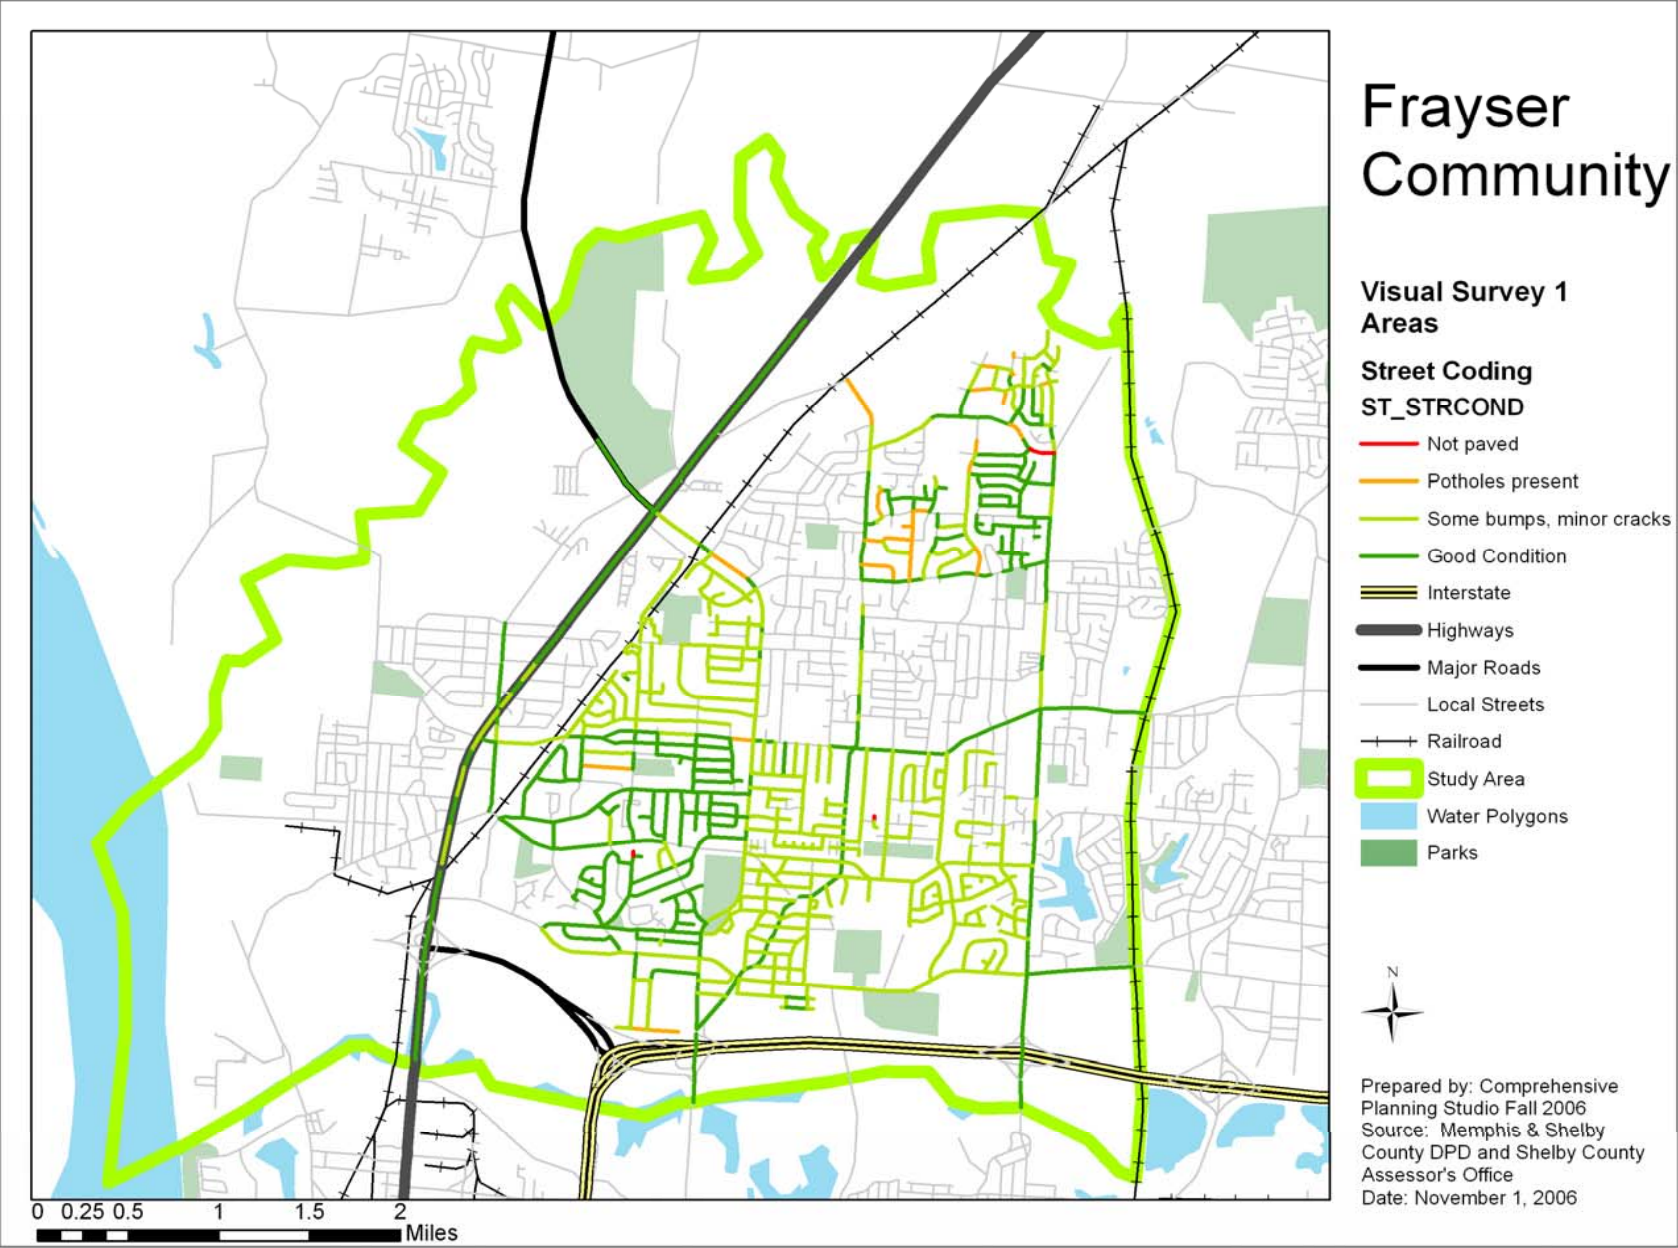 Frayser
Community
Visual Survey 1
Areas
Street Coding
ST_STRCOND
Not paved
Potholes present
Some bumps, minor cracks
Good Condition
Interstate
Highways
Major Roads
Local Streets
Railroad
Study Area
Water Polygons
Parks
N
Prepared by: Comprehensive
Planning Studio Fall 2006
Source: Memphis & Shelby
County DPD and Shelby County
Assessor's Office
Date: November 1, 2006
0 0.25 0.5 1 1.5 2
Miles